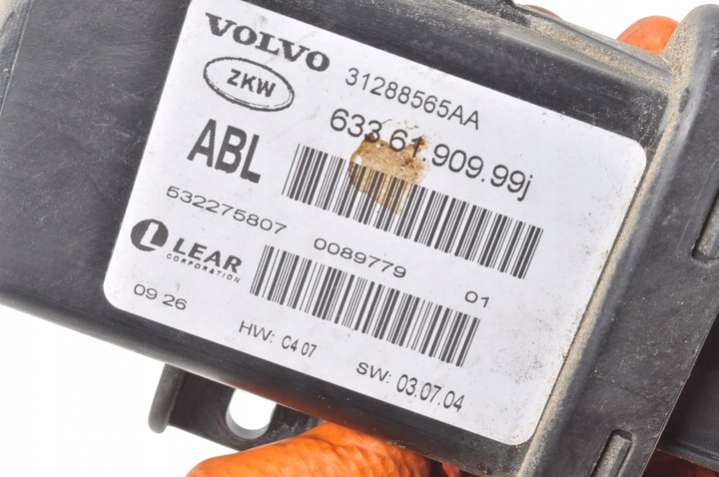 VOLVO 31288565AA
ZKW 633.61.909.99j
ABL
532275807 0089779 01
LEAR
CORPORATION
09 26
HW: C4 07 SW: 03.07.04